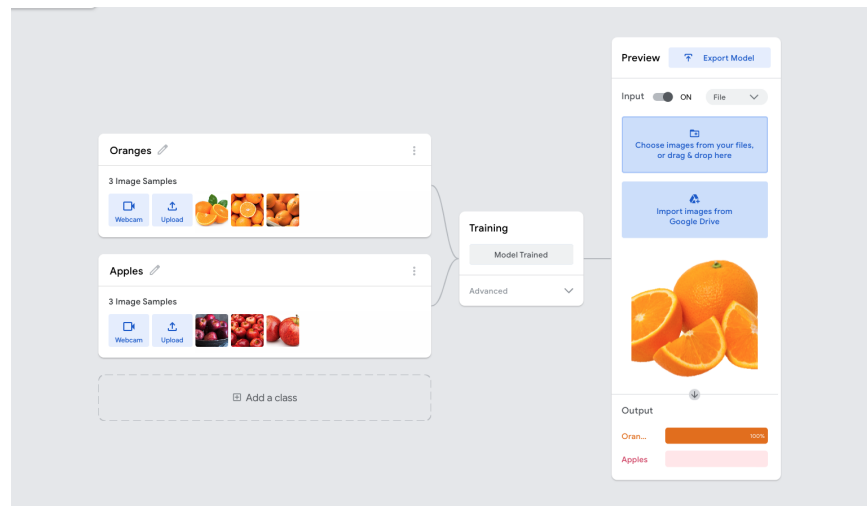 Oranges
3 Image Samples
Webcam
Upload
Apples
3 Image Samples
Webcam
Upload
Add a class
Training
Model Trained
Advanced
Preview
Export Model
Input ON File
Choose images from your files,
or drag & drop here
Import images from
Google Drive
Output
Oran... 100%
Apples